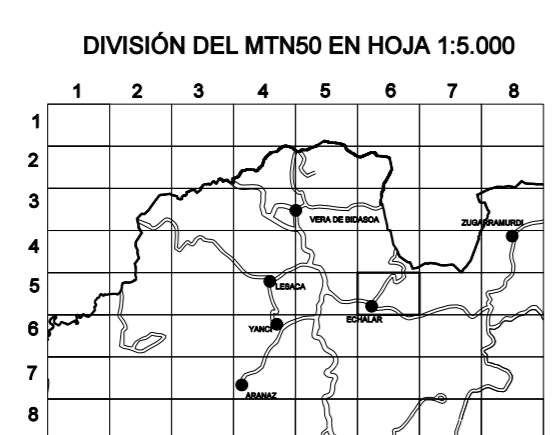 DIVISIÓN DEL MTN50 EN HOJA 1:5.000
1 2 3 4 5 6 7 8
1
2
3
VERA DE BIDASOA
ZUGARRAMURDI
4
5
LESACA
ECHALAR
6
YANCI
7
ARANAZ
8